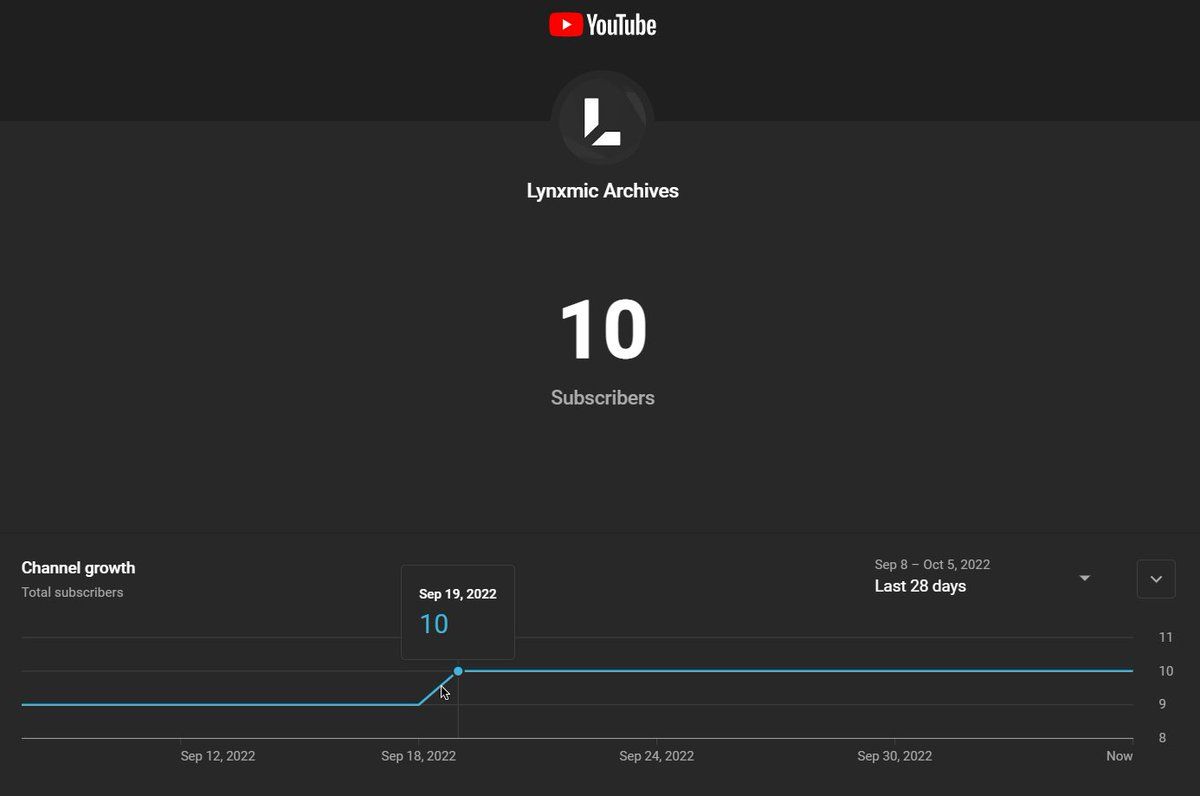 YouTube
Lynxmic Archives
10
Subscribers
Channel growth
Total subscribers
Sep 8 – Oct 5, 2022
Last 28 days
Sep 19, 2022
10
11
10
9
8
Sep 12, 2022
Sep 18, 2022
Sep 24, 2022
Sep 30, 2022
Now